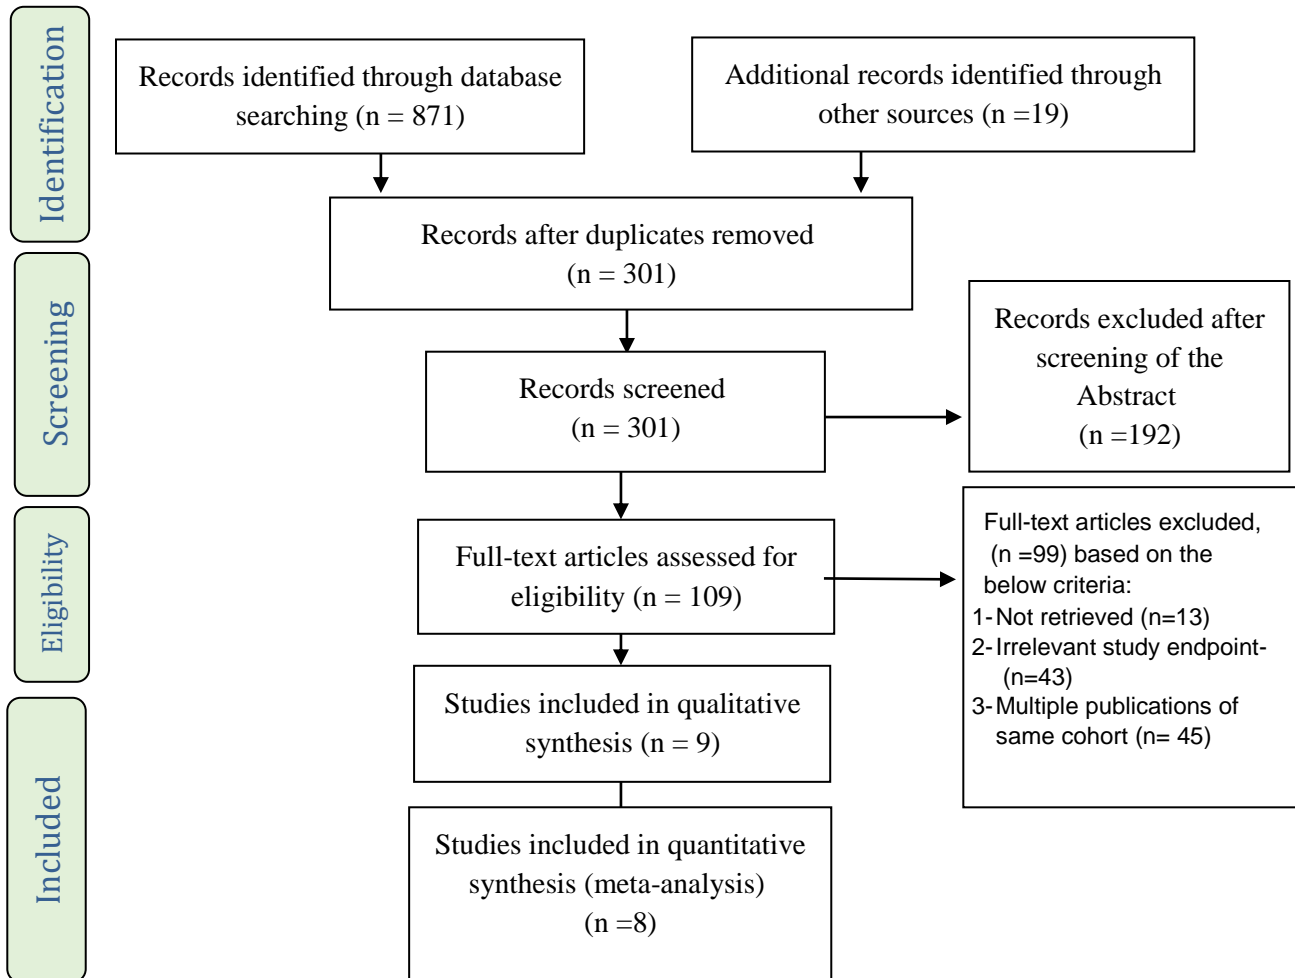 Identification
Records identified through database
searching (n = 871)
Additional records identified through
other sources (n =19)
Records after duplicates removed
(n = 301)
Screening
Records screened
(n = 301)
Records excluded after
screening of the
Abstract
(n =192)
Eligibility
Full-text articles assessed for
eligibility (n = 109)
Full-text articles excluded,
(n =99) based on the
below criteria:
1- Not retrieved (n=13)
2- Irrelevant study endpoint-
(n=43)
3- Multiple publications of
same cohort (n= 45)
Included
Studies included in qualitative
synthesis (n = 9)
Studies included in quantitative
synthesis (meta-analysis)
(n =8)